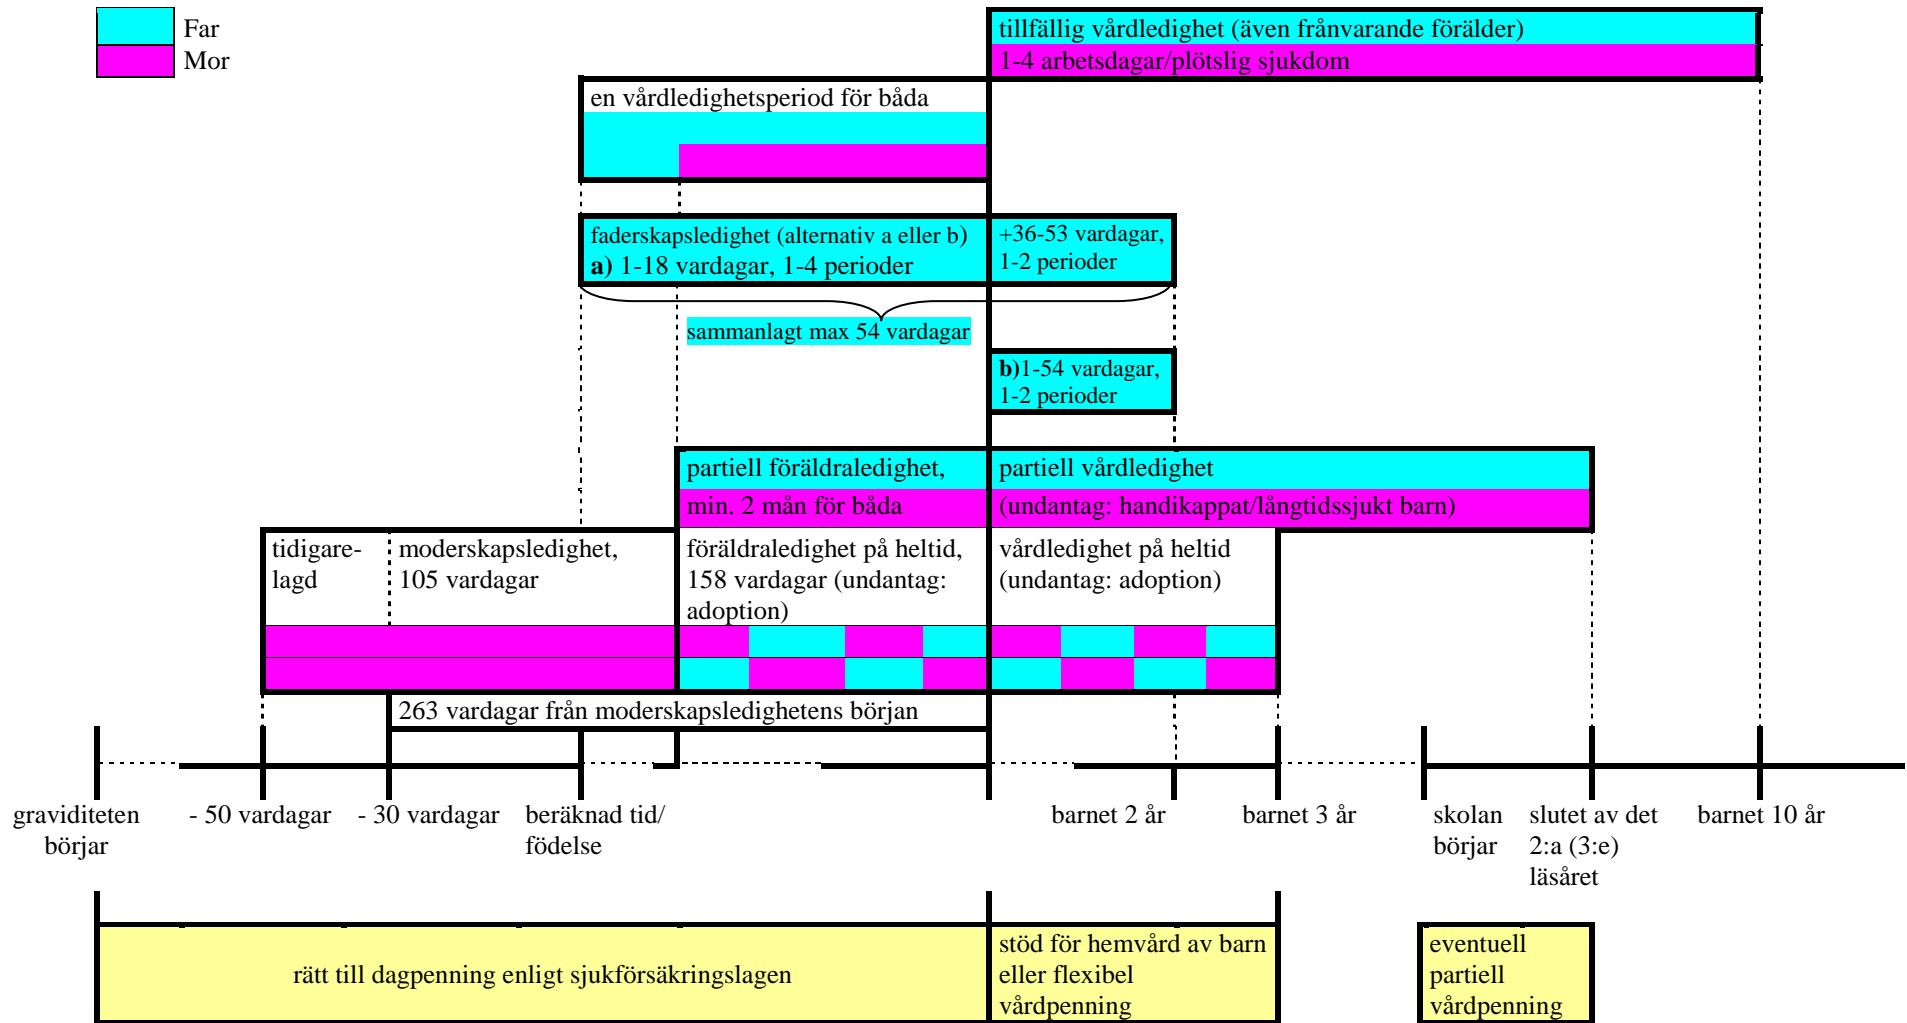 Far
Mor
tillfällig vårdledighet (även frånvarande förälder)
1-4 arbetsdagar/plötslig sjukdom
en vårdledighetsperiod för båda
faderskapsledighet (alternativ a eller b)
a) 1-18 vardagar, 1-4 perioder
+36-53 vardagar,
1-2 perioder
sammanlagt max 54 vardagar
b)1-54 vardagar,
1-2 perioder
partiell föräldraledighet,
min. 2 mån för båda
partiell vårdledighet
(undantag: handikappat/långtidssjukt barn)
tidigare-
lagd
moderskapsledighet,
105 vardagar
föräldraledighet på heltid,
158 vardagar (undantag:
adoption)
vårdledighet på heltid
(undantag: adoption)
263 vardagar från moderskapsledighetens början
graviditeten
börjar
- 50 vardagar
- 30 vardagar
beräknad tid/
födelse
barnet 2 år
barnet 3 år
skolan
börjar
slutet av det
2:a (3:e)
läsåret
barnet 10 år
rätt till dagpenning enligt sjukförsäkringslagen
stöd för hemvård av barn
eller flexibel
vårdpenning
eventuell
partiell
vårdpenning